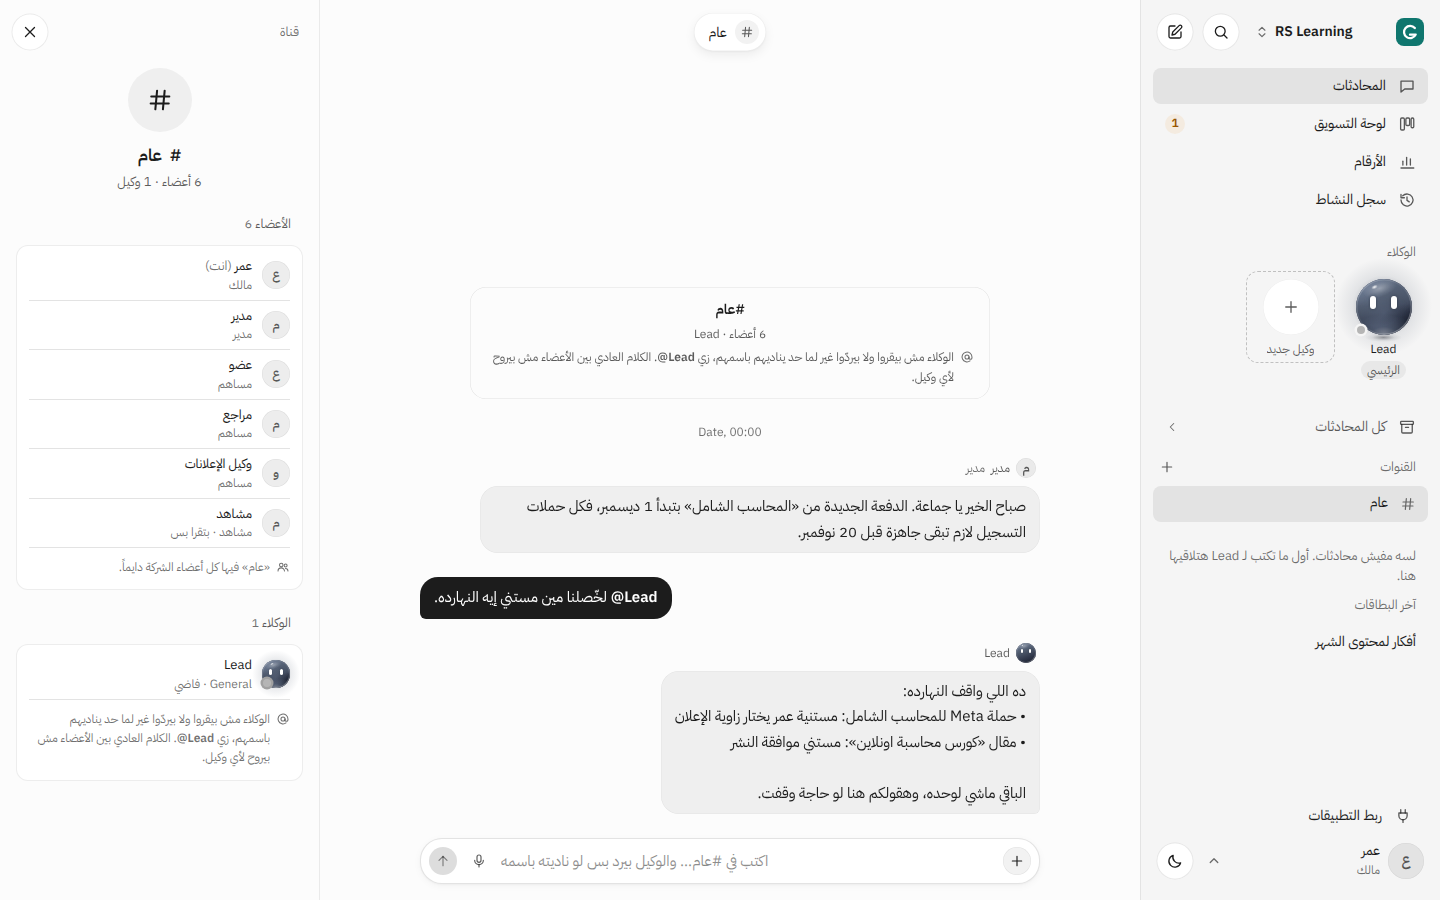 RS Learning
المحادثات
لوحة التسويق
1
الأرقام
سجل النشاط
الوكلاء
Lead
الرئيسي
وكيل جديد
كل المحادثات
القنوات
# عام
لسه مفيش محادثات. أول ما تكتب لـ Lead هتلاقيها
هنا.
آخر البطاقات
أفكار لمحتوى الشهر
ربط التطبيقات
ع
عمر
مالك
# عام
#عام
6 أعضاء · Lead
الوكلاء مش بيقروا ولا بيردّوا غير لما حد يناديهم باسمهم، زي @Lead. الكلام العادي بين الأعضاء مش بيروح
لأي وكيل.
Date, 00:00
م مدير مدير
صباح الخير يا جماعة. الدفعة الجديدة من «المحاسب الشامل» بتبدأ 1 ديسمبر، فكل حملات
التسجيل لازم تبقى جاهزة قبل 20 نوفمبر.
@Lead لخّصلنا مين مستني إيه النهارده.
Lead
ده اللي واقف النهارده:
• حملة Meta للمحاسب الشامل: مستنية عمر يختار زاوية الإعلان
• مقال «كورس محاسبة اونلاين»: مستني موافقة النشر
الباقي ماشي لوحده، وهقولكم هنا لو حاجة وقفت.
اكتب في #عام... والوكيل بيرد بس لو ناديته باسمه
قناة
#
# عام
6 أعضاء · 1 وكيل
الأعضاء 6
ع
عمر (انت)
مالك
م
مدير
مدير
ع
عضو
مساهم
م
مراجع
مساهم
و
وكيل الإعلانات
مساهم
م
مشاهد
مشاهد · بتقرا بس
«عام» فيها كل أعضاء الشركة دايماً.
الوكلاء 1
Lead
General · فاضي
الوكلاء مش بيقروا ولا بيردّوا غير لما حد يناديهم
باسمهم، زي @Lead. الكلام العادي بين الأعضاء مش
بيروح لأي وكيل.